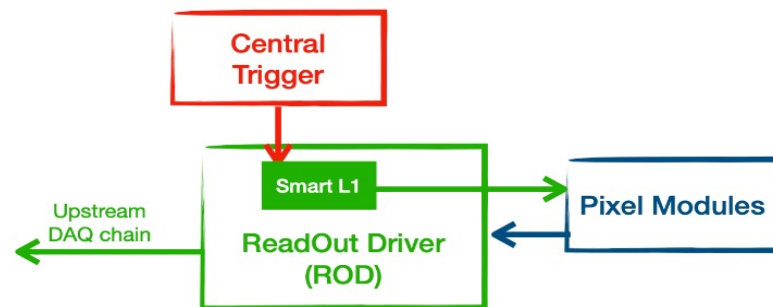 Central
Trigger
Smart L1
Upstream
DAQ chain
Pixel Modules
ReadOut Driver
(ROD)